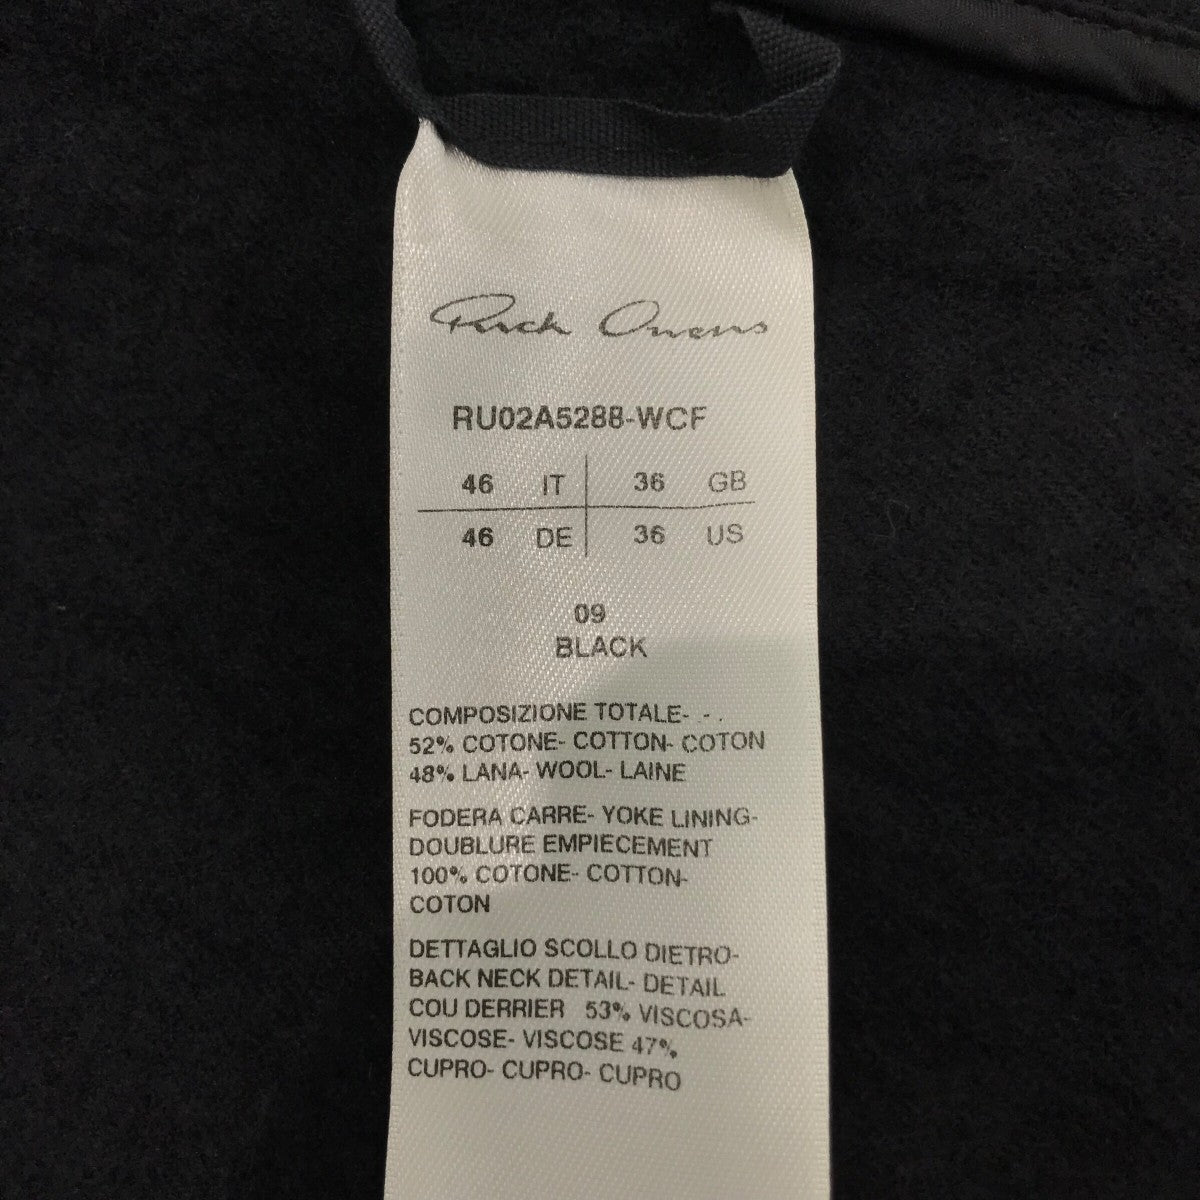 Rick Owens
RU02A5288-WCF
46 IT 36 GB
46 DE 36 US
09
BLACK
COMPOSIZIONE TOTALE- .- .
52% COTONE- COTTON- COTON
48% LANA- WOOL- LAINE
FODERA CARRE- YOKE LINING-
DOUBLURE EMPIECEMENT
100% COTONE- COTTON-
COTON
DETTAGLIO SCOLLO DIETRO-
BACK NECK DETAIL- DETAIL
COU DERRIER 53% VISCOSA-
VISCOSE- VISCOSE 47%
CUPRO- CUPRO- CUPRO